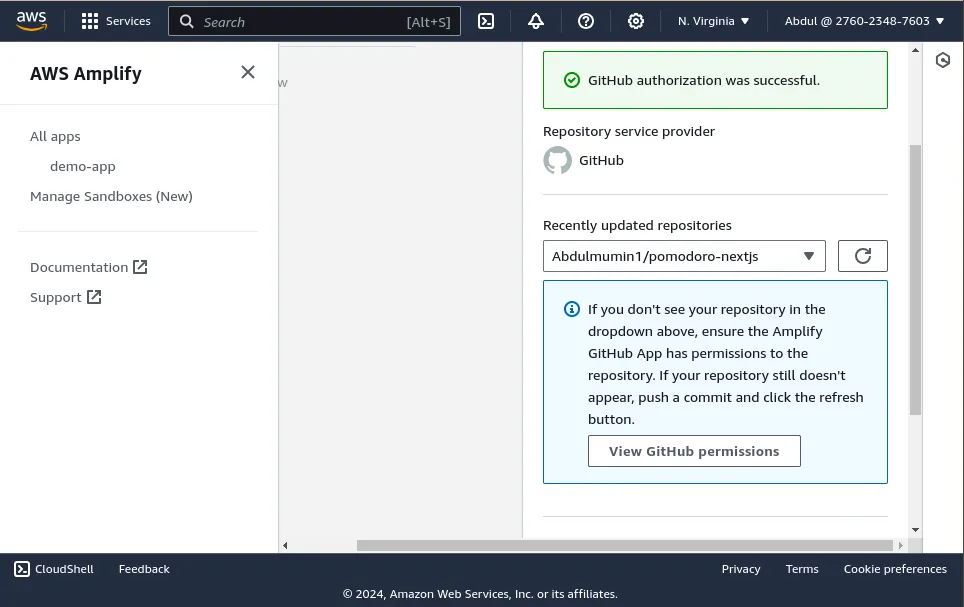 aws
Services
Search
[Alt+S]
N. Virginia
Abdul @ 2760-2348-7603
AWS Amplify
All apps
demo-app
Manage Sandboxes (New)
Documentation
Support
w
GitHub authorization was successful.
Repository service provider
GitHub
Recently updated repositories
Abdulmumin1/pomodoro-nextjs
If you don't see your repository in the
dropdown above, ensure the Amplify
GitHub App has permissions to the
repository. If your repository still doesn't
appear, push a commit and click the refresh
button.
View GitHub permissions
CloudShell
Feedback
Privacy
Terms
Cookie preferences
© 2024, Amazon Web Services, Inc. or its affiliates.